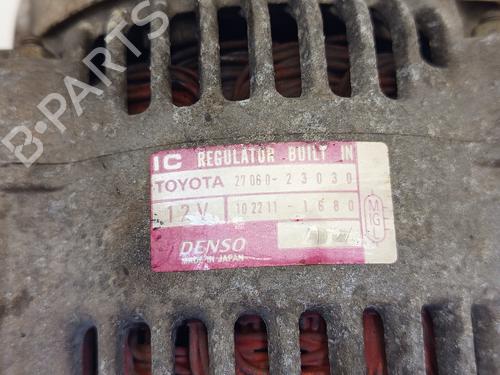 B-PARTS
IC REGULATOR BUILT IN
TOYOTA 27060-23030
12V 102211-1680
DENSO
MADE IN JAPAN